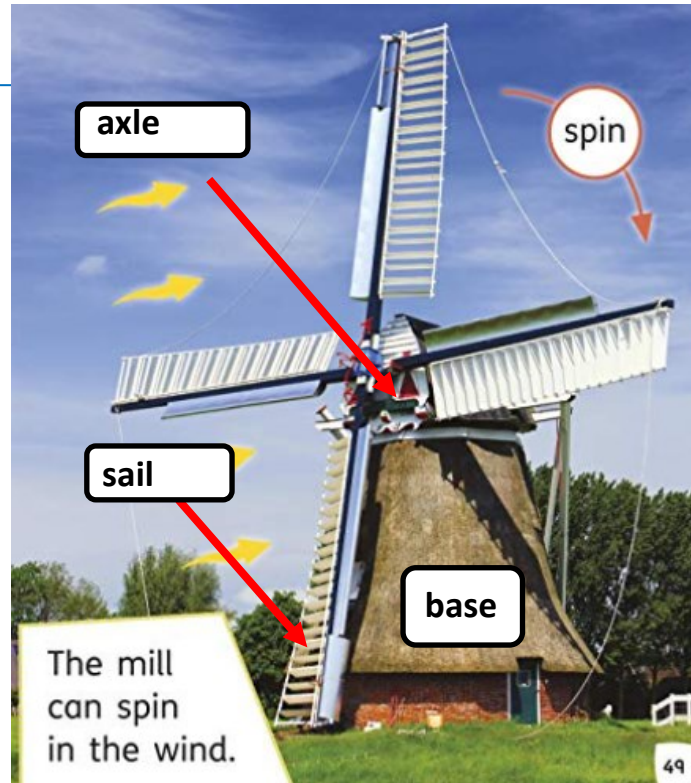 axle
spin
sail
base
The mill
can spin
in the wind.
49